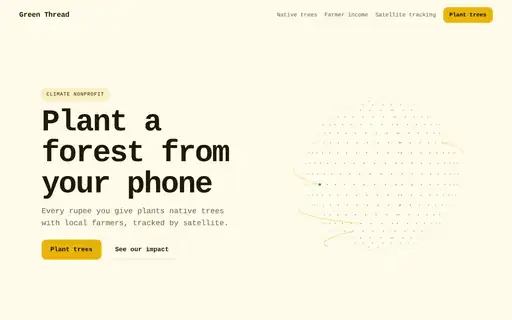 Green Thread
Native trees Farmer income Satellite tracking Plant trees
CLIMATE NONPROFIT
Plant a
forest from
your phone
Every rupee you give plants native trees
with local farmers, tracked by satellite.
Plant trees See our impact